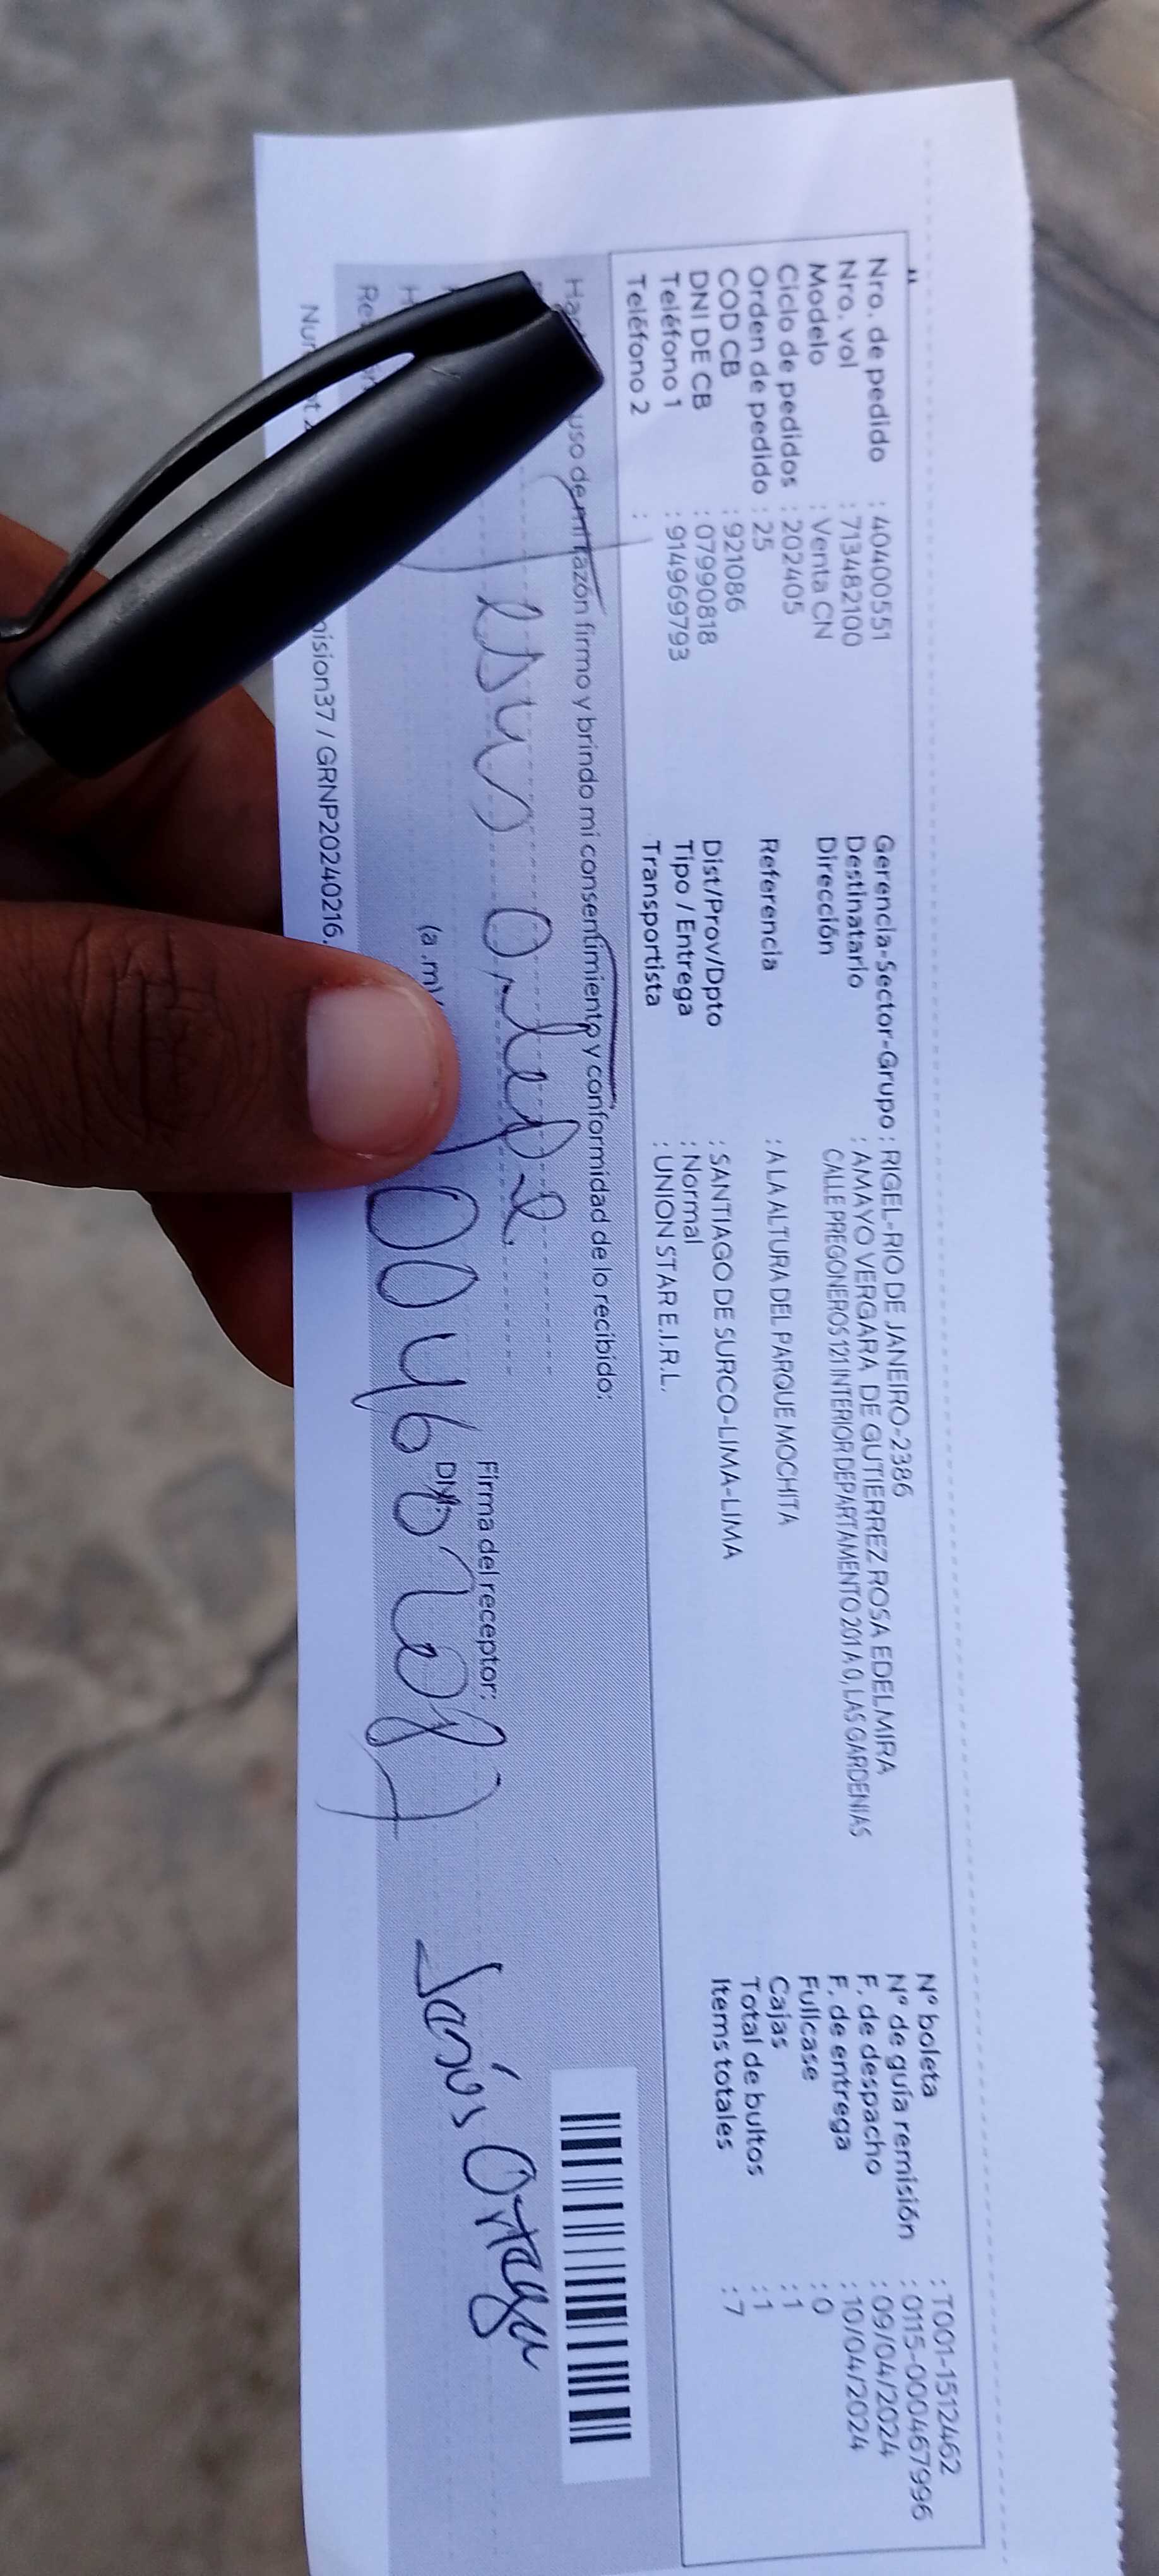 Nro. de pedido : 40400551
Nro. vol : 713482100
Modelo : Venta CN
Ciclo de pedidos : 202405
Orden de pedido : 25
COD CB : 921086
DNI DE CB : 07990818
Teléfono 1 : 914969793
Teléfono 2 :
Gerencia-Sector-Grupo : RIGEL-RIO DE JANEIRO-2386
Destinatario : AMAYO VERGARA DE GUTIERREZ ROSA EDELMIRA
Dirección CALLE PREGONEROS 121 INTERIOR DEPARTAMENTO 201 A 0, LAS GARDENIAS
Referencia : A LA ALTURA DEL PARQUE MOCHITA
Dist/Prov/Dpto : SANTIAGO DE SURCO-LIMA-LIMA
Tipo / Entrega : Normal
Transportista : UNION STAR E.I.R.L.
Nº boleta : T001-1512462
Nº de guía remisión : 0115-000467996
F. de despacho : 09/04/2024
F. de entrega : 10/04/2024
Fullcase : 0
Cajas : 1
Total de bultos : 1
Items totales : 7
uso de mi razón firmo y brindo mi consentimiento y conformidad de lo recibido:
Jesus
Firma del receptor:
(a.m
DNI:
Jesús Ortega
ision37 / GRNP20240216.